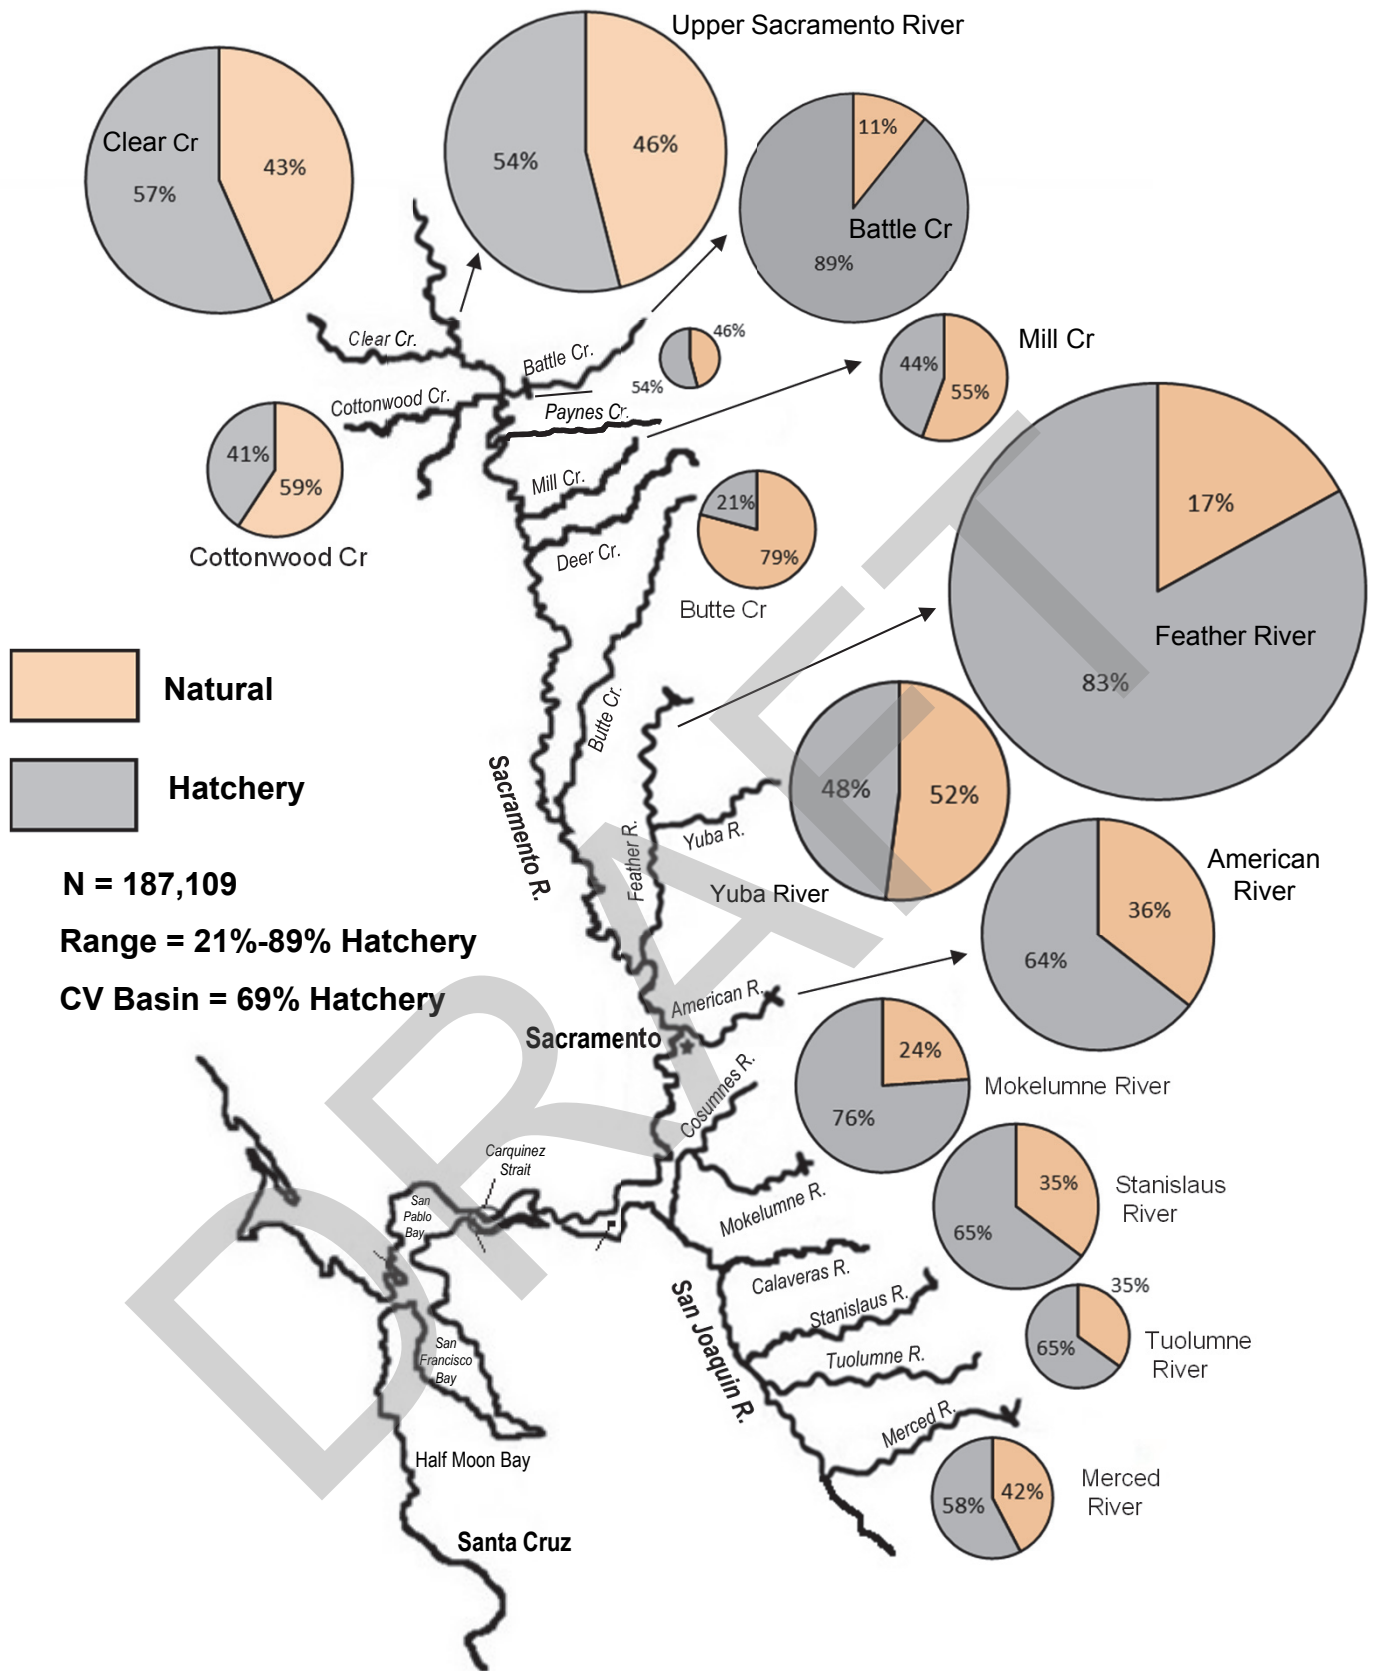 Upper Sacramento River
Clear Cr
57%
43%
54%
46%
11%
Battle Cr
89%
Clear Cr.
Battle Cr.
46%
54%
Mill Cr
44%
55%
Cottonwood Cr.
Paynes Cr.
41%
59%
Cottonwood Cr
Mill Cr.
Deer Cr.
21%
79%
Butte Cr
17%
Feather River
83%
Natural
Hatchery
N = 187,109
Range = 21%-89% Hatchery
CV Basin = 69% Hatchery
Butte Cr.
Sacramento R.
Feather R.
Yuba R.
48%
52%
Yuba River
American
River
36%
64%
American R.
Sacramento
Cosumnes R.
24%
76%
Mokelumne River
Carquinez
Strait
San
Pablo
Bay
Mokelumne R.
35%
65%
Stanislaus
River
Calaveras R.
Stanislaus R.
San Joaquin R.
Tuolumne R.
35%
65%
Tuolumne
River
San
Francisco
Bay
Merced R.
58%
42%
Merced
River
Half Moon Bay
Santa Cruz
DRAFT